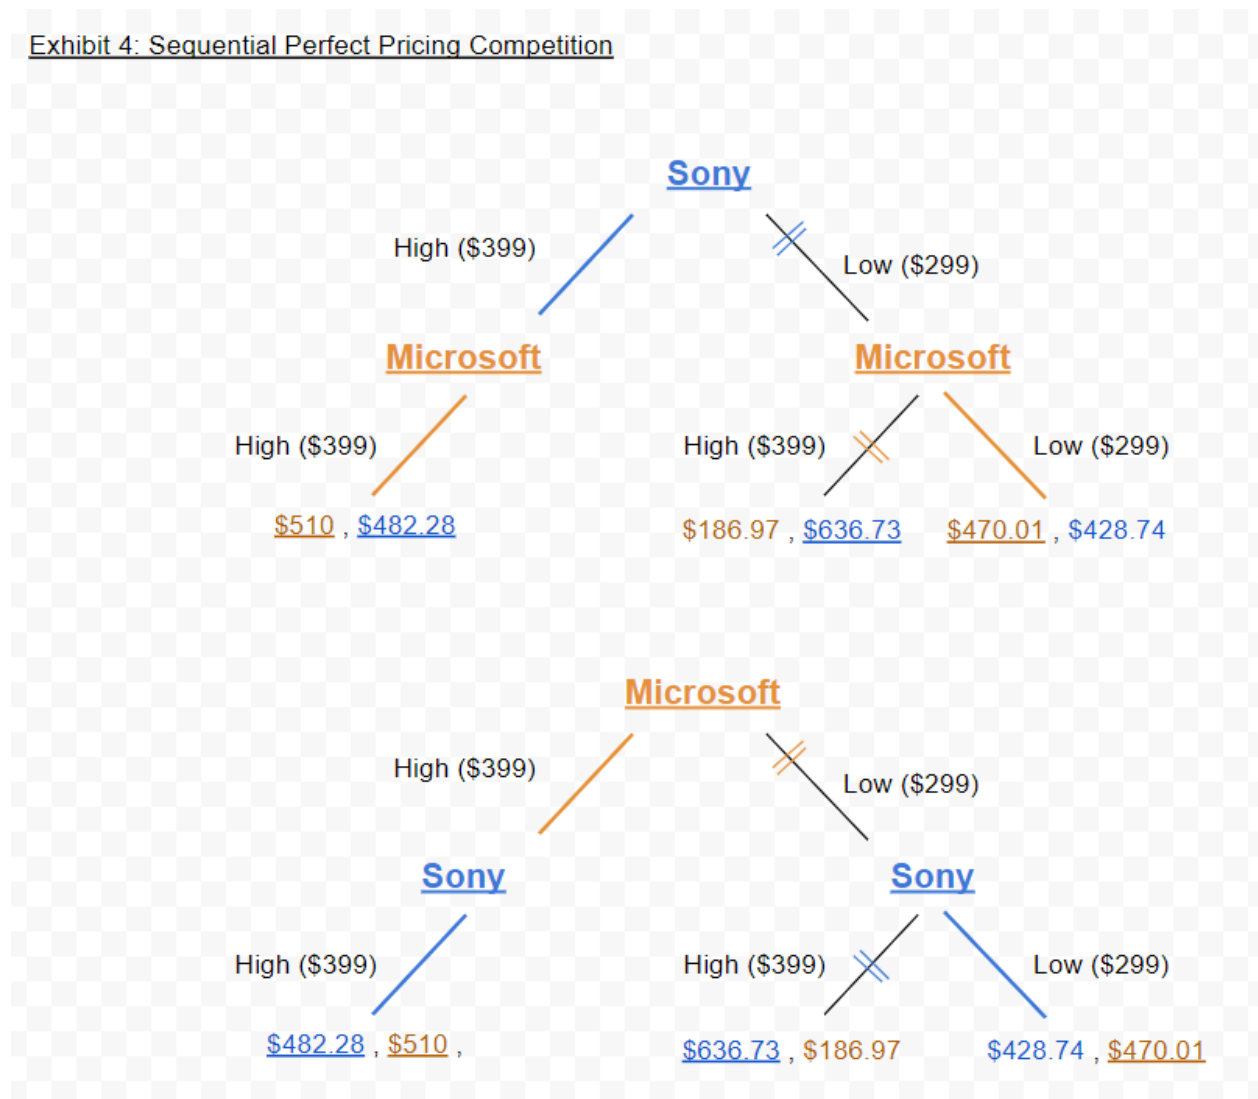 Exhibit 4: Sequential Perfect Pricing Competition
Sony
High ($399)
Low ($299)
Microsoft
Microsoft
High ($399)
High ($399)
Low ($299)
$510 , $482.28
$186.97 , $636.73
$470.01 , $428.74
Microsoft
High ($399)
Low ($299)
Sony
Sony
High ($399)
High ($399)
Low ($299)
$482.28 , $510 ,
$636.73 , $186.97
$428.74 , $470.01